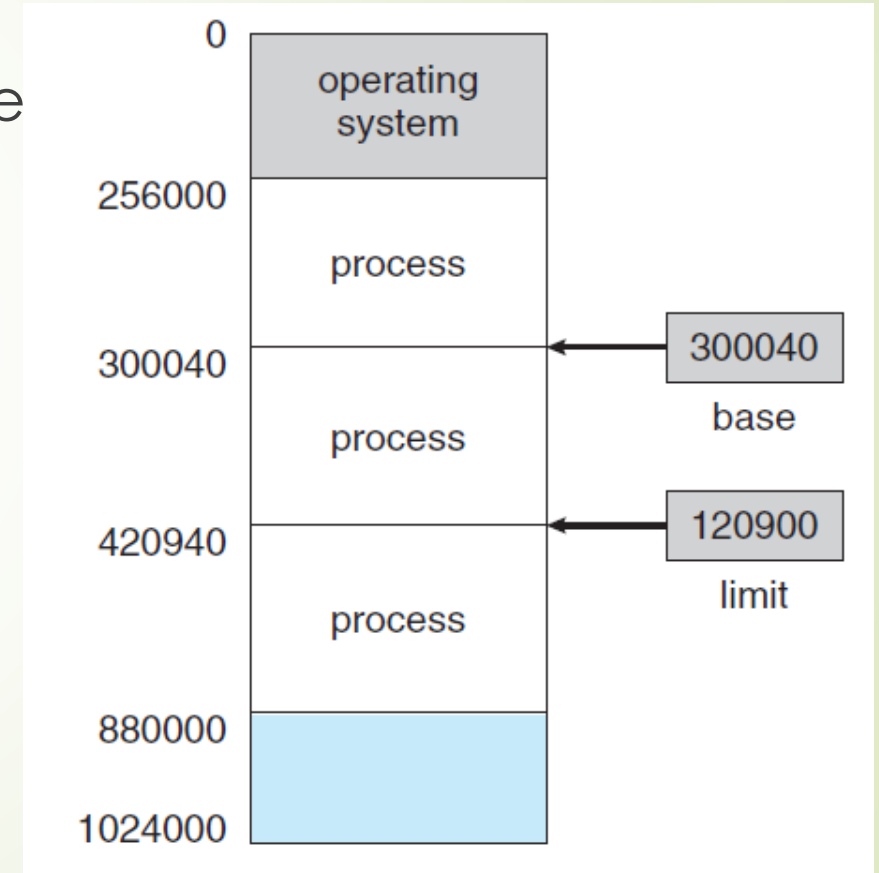 e
0
operating
system
256000
process
300040
300040
base
process
420940
120900
limit
process
880000
1024000